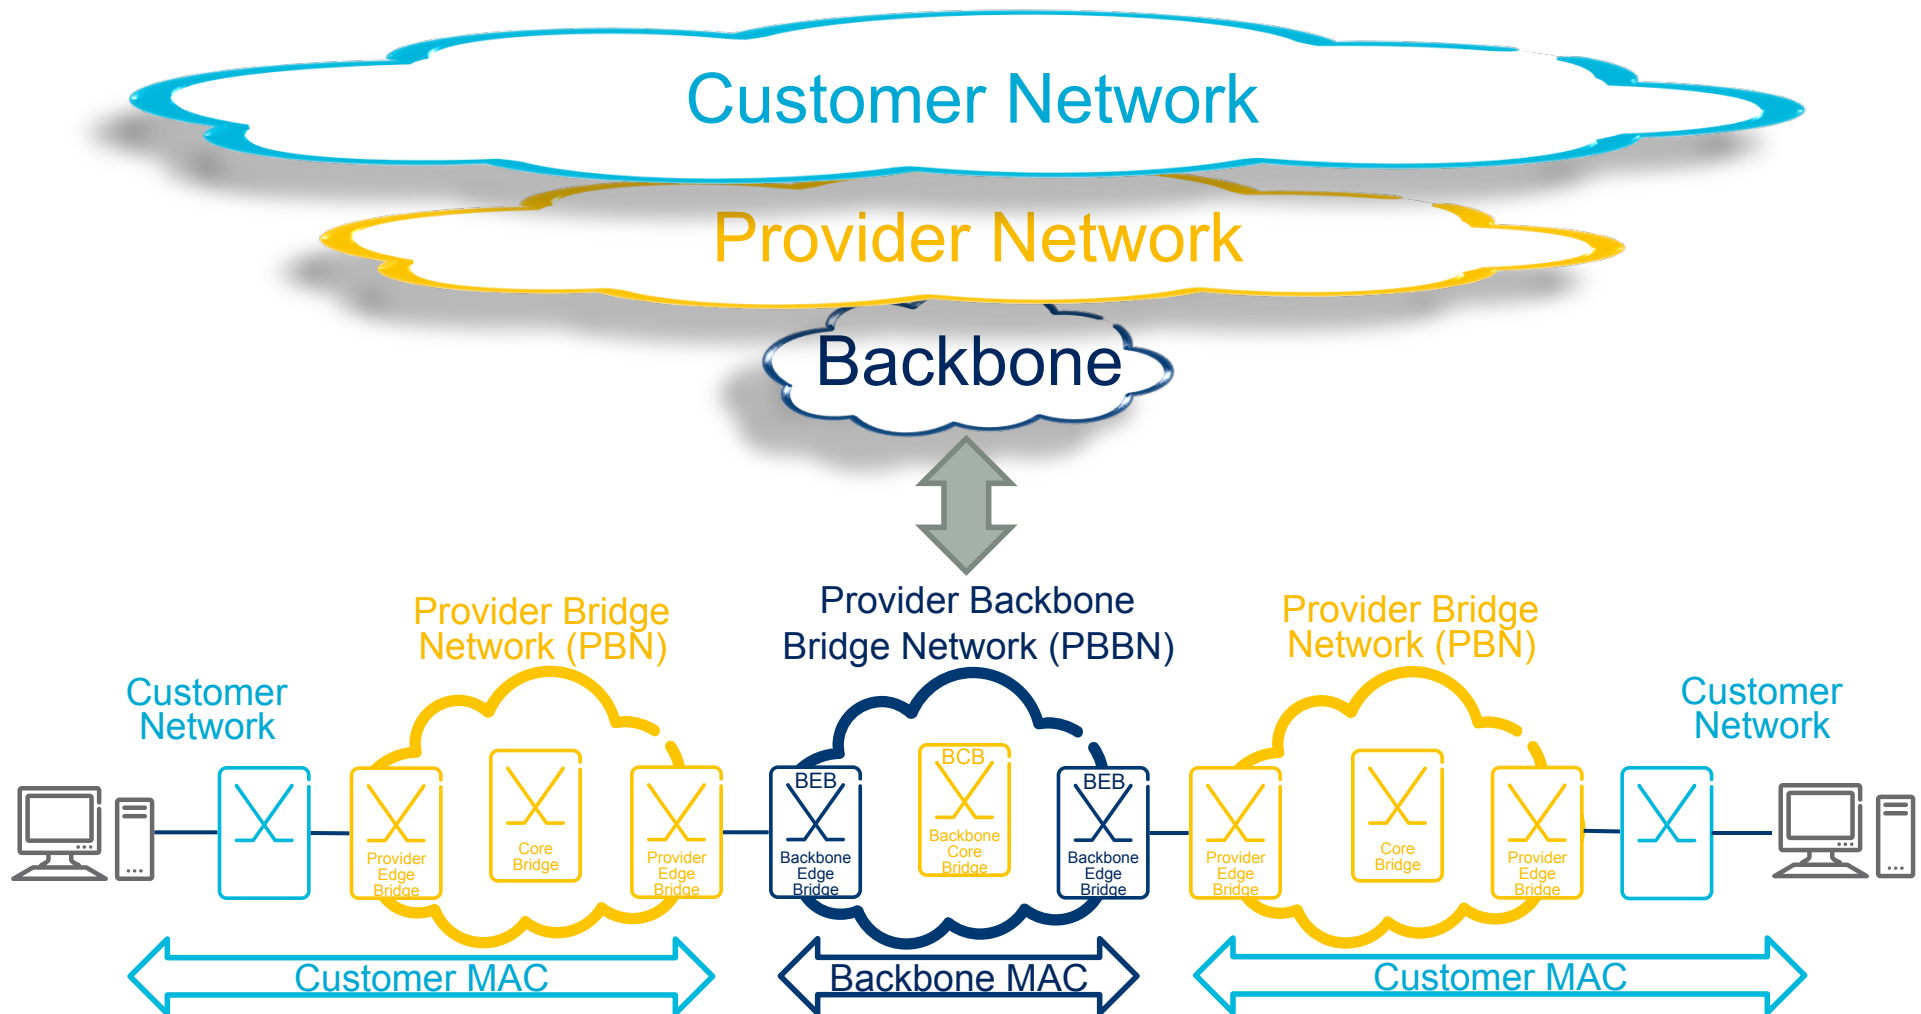 Customer Network
Provider Network
Backbone
Provider Bridge
Network (PBN)
Provider Backbone
Bridge Network (PBBN)
Provider Bridge
Network (PBN)
Customer
Network
Customer
Network
Provider
Edge
Bridge
Core
Bridge
Provider
Edge
Bridge
BEB
Backbone
Edge
Bridge
BCB
Backbone
Core
Bridge
BEB
Backbone
Edge
Bridge
Provider
Edge
Bridge
Core
Bridge
Provider
Edge
Bridge
Customer MAC
Backbone MAC
Customer MAC